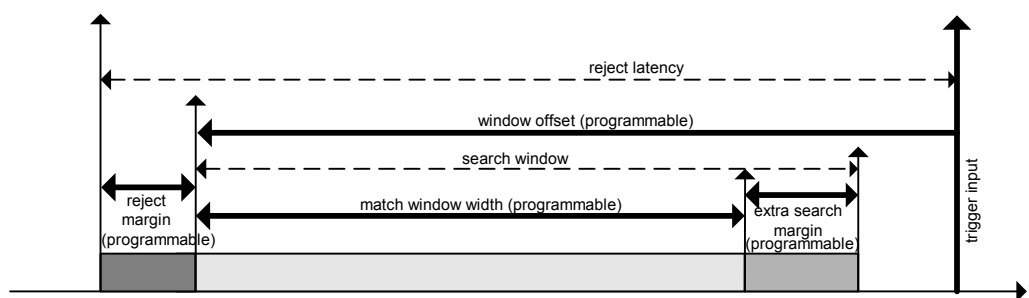 reject latency
window offset (programmable)
search window
reject
margin
(programmable)
match window width (programmable)
extra search
margin
(programmable)
trigger input